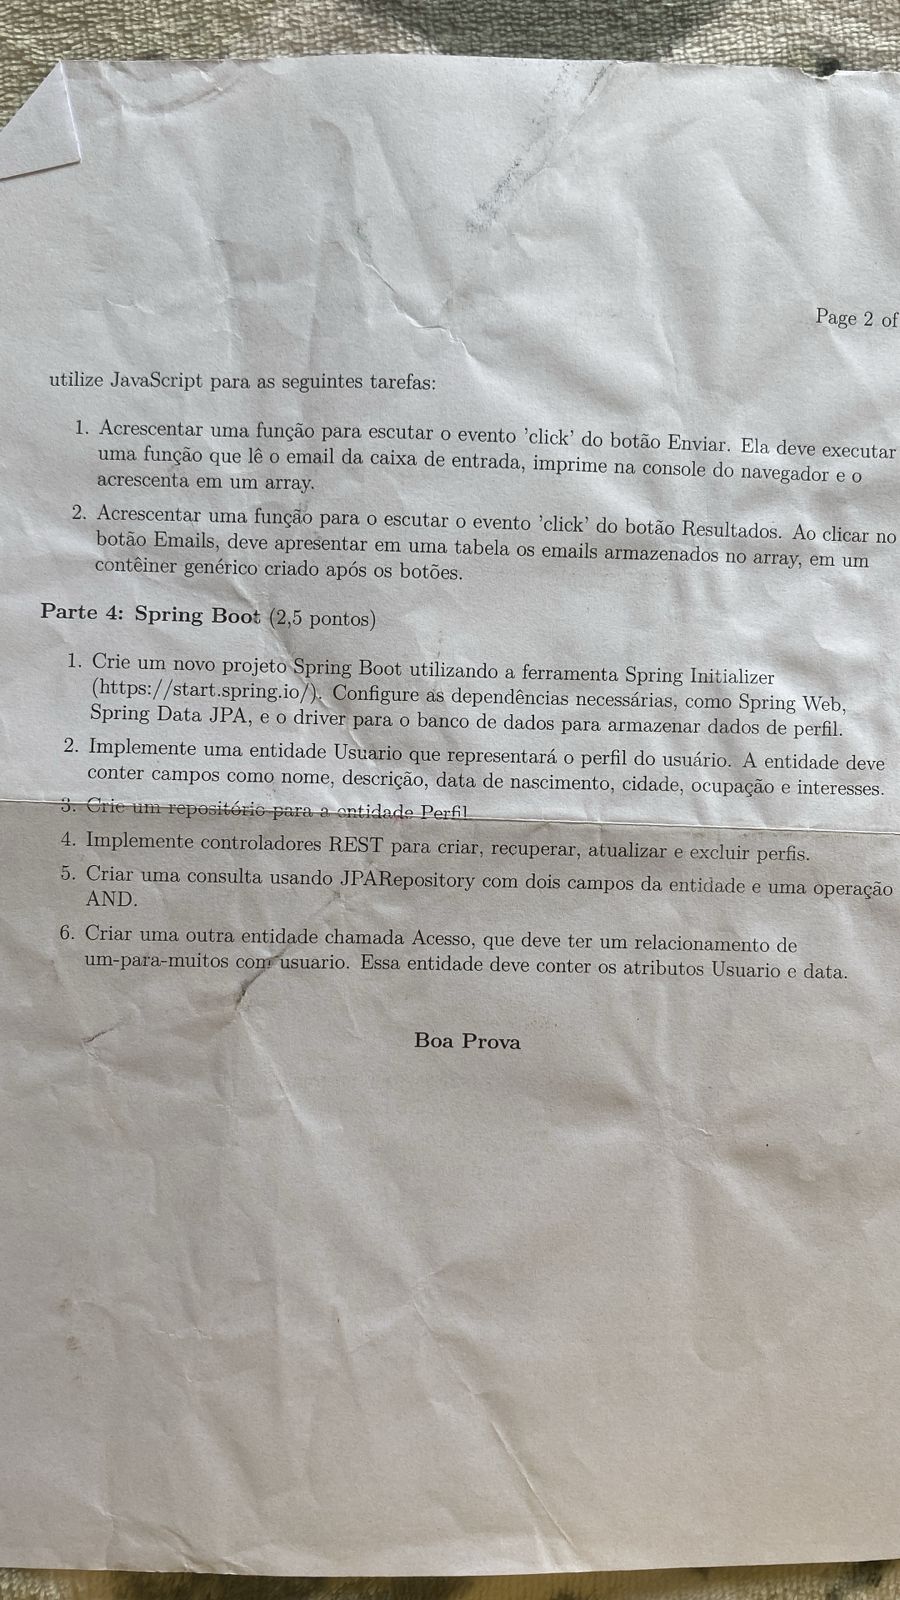 Page 2 of
utilize JavaScript para as seguintes tarefas:
1. Acrescentar uma função para escutar o evento 'click' do botão Enviar. Ela deve executar
uma função que lê o email da caixa de entrada, imprime na console do navegador e o
acrescenta em um array.
2. Acrescentar uma função para o escutar o evento 'click' do botão Resultados. Ao clicar no
botão Emails, deve apresentar em uma tabela os emails armazenados no array, em um
contêiner genérico criado após os botões.
Parte 4: Spring Boot (2,5 pontos)
1. Crie um novo projeto Spring Boot utilizando a ferramenta Spring Initializer
(https://start.spring.io/). Configure as dependências necessárias, como Spring Web,
Spring Data JPA, e o driver para o banco de dados para armazenar dados de perfil.
2. Implemente uma entidade Usuario que representará o perfil do usuário. A entidade deve
conter campos como nome, descrição, data de nascimento, cidade, ocupação e interesses.
3. Crie um repositório para a entidade Perfil
4. Implemente controladores REST para criar, recuperar, atualizar e excluir perfis.
5. Criar uma consulta usando JPARepository com dois campos da entidade e uma operação
AND.
6. Criar uma outra entidade chamada Acesso, que deve ter um relacionamento de
um-para-muitos com usuario. Essa entidade deve conter os atributos Usuario e data.
Boa Prova